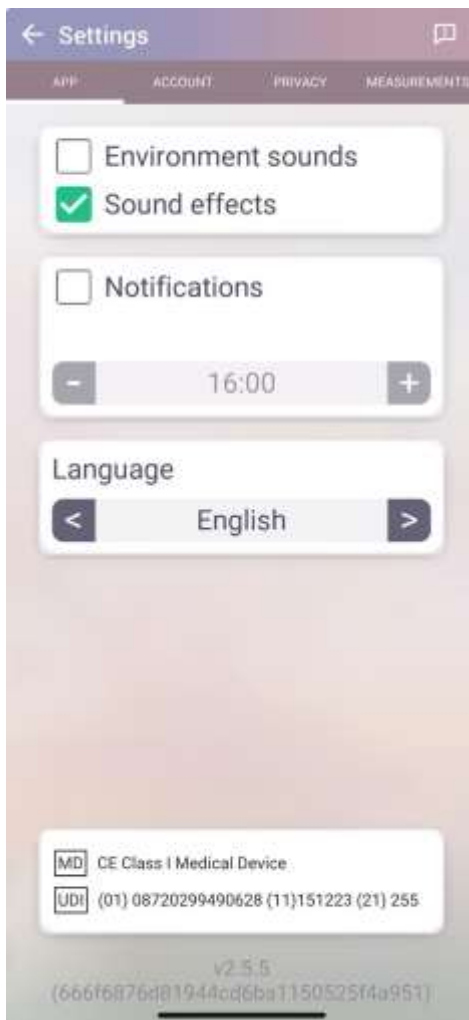 Settings
APP ACCOUNT PRIVACY MEASUREMENTS
Environment sounds
Sound effects
Notifications
- 16:00 +
Language
< English >
MD CE Class I Medical Device
UDI (01) 08720299490628 (11)151223 (21) 255
v2.5.5